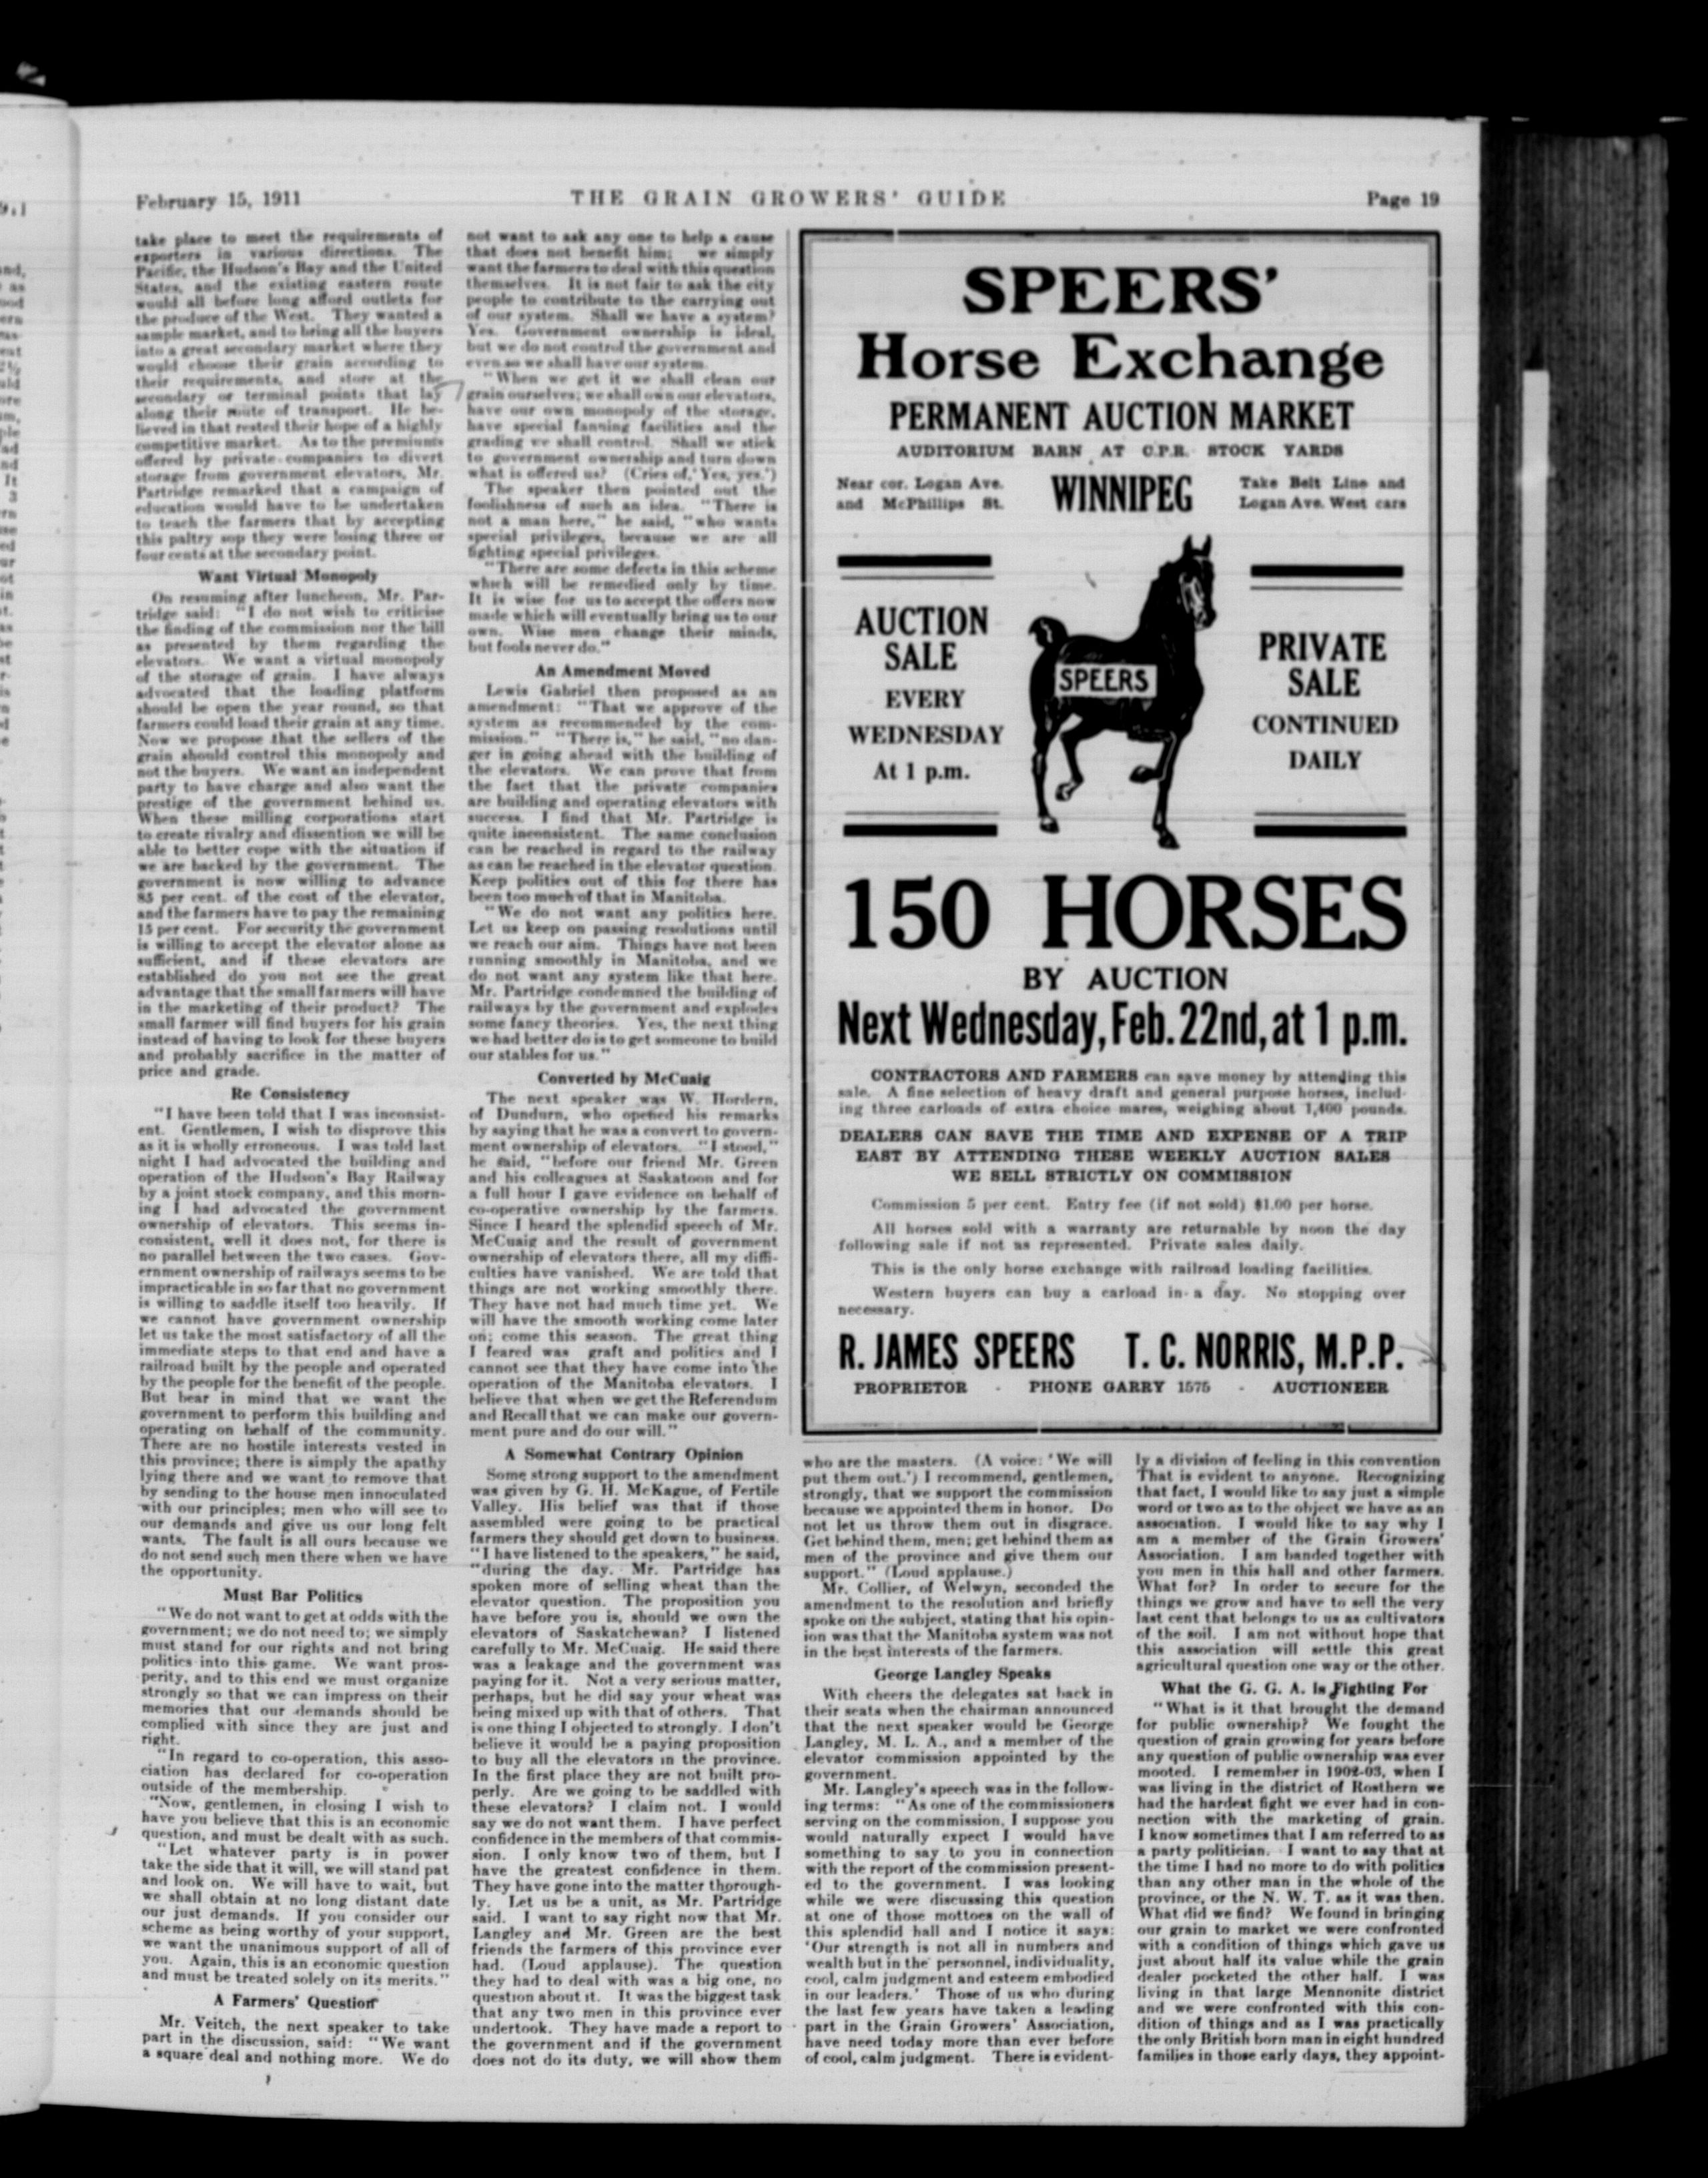 February 15, 1911
THE GRAIN GROWERS' GUIDE
Page 19
take place to meet the requirements of
exporters in various directions. The
Pacific, the Hudson's Bay and the United
States, and the existing eastern route
would all before long afford outlets for
the produce of the West. They wanted a
sample market, and to bring all the buyers
into a great secondary market where they
would choose their grain according to
their requirements, and store at the
secondary or terminal points that lay
along their route of transport. He be-
lieved in that rested their hope of a highly
competitive market. As to the premiums
offered by private companies to divert
storage from government elevators, Mr.
Partridge remarked that a campaign of
education would have to be undertaken
to teach the farmers that by accepting
this paltry sop they were losing three or
four cents at the secondary point.
Want Virtual Monopoly
On resuming after luncheon, Mr. Par-
tridge said: "I do not wish to criticise
the finding of the commission nor the bill
as presented by them regarding the
elevators. We want a virtual monopoly
of the storage of grain. I have always
advocated that the loading platform
should be open the year round, so that
farmers could load their grain at any time.
Now we propose that the sellers of the
grain should control this monopoly and
not the buyers. We want an independent
party to have charge and also want the
prestige of the government behind us.
When these milling corporations start
to create rivalry and dissention we will be
able to better cope with the situation if
we are backed by the government. The
government is now willing to advance
85 per cent. of the cost of the elevator,
and the farmers have to pay the remaining
15 per cent. For security the government
is willing to accept the elevator alone as
sufficient, and if these elevators are
established do you not see the great
advantage that the small farmers will have
in the marketing of their product? The
small farmer will find buyers for his grain
instead of having to look for these buyers
and probably sacrifice in the matter of
price and grade.
Re Consistency
"I have been told that I was inconsist-
ent. Gentlemen, I wish to disprove this
as it is wholly erroneous. I was told last
night I had advocated the building and
operation of the Hudson's Bay Railway
by a joint stock company, and this morn-
ing I had advocated the government
ownership of elevators. This seems in-
consistent, well it does not, for there is
no parallel between the two cases. Gov-
ernment ownership of railways seems to be
impracticable in so far that no government
is willing to saddle itself too heavily. If
we cannot have government ownership
let us take the most satisfactory of all the
immediate steps to that end and have a
railroad built by the people and operated
by the people for the benefit of the people.
But bear in mind that we want the
government to perform this building and
operating on behalf of the community.
There are no hostile interests vested in
this province; there is simply the apathy
lying there and we want to remove that
by sending to the house men innoculated
with our principles; men who will see to
our demands and give us our long felt
wants. The fault is all ours because we
do not send such men there when we have
the opportunity.
Must Bar Politics
"We do not want to get at odds with the
government; we do not need to; we simply
must stand for our rights and not bring
politics into this game. We want pros-
perity, and to this end we must organize
strongly so that we can impress on their
memories that our demands should be
complied with since they are just and
right.
"In regard to co-operation, this asso-
ciation has declared for co-operation
outside of the membership.
"Now, gentlemen, in closing I wish to
have you believe that this is an economic
question, and must be dealt with as such.
"Let whatever party is in power
take the side that it will, we will stand pat
and look on. We will have to wait, but
we shall obtain at no long distant date
our just demands. If you consider our
scheme as being worthy of your support,
we want the unanimous support of all of
you. Again, this is an economic question
and must be treated solely on its merits."
A Farmers' Question
Mr. Veitch, the next speaker to take
part in the discussion, said: "We want
a square deal and nothing more. We do
not want to ask any one to help a cause
that does not benefit him; we simply
want the farmers to deal with this question
themselves. It is not fair to ask the city
people to contribute to the carrying out
of our system. Shall we have a system?
Yes. Government ownership is ideal,
but we do not control the government and
even so we shall have our system.
"When we get it we shall clean our
grain ourselves; we shall own our elevators,
have our own monopoly of the storage,
have special fanning facilities and the
grading we shall control. Shall we stick
to government ownership and turn down
what is offered us? (Cries of, 'Yes, yes.')
The speaker then pointed out the
foolishness of such an idea. "There is
not a man here," he said, "who wants
special privileges, because we are all
fighting special privileges.
"There are some defects in this scheme
which will be remedied only by time.
It is wise for us to accept the offers now
made which will eventually bring us to our
own. Wise men change their minds,
but fools never do."
An Amendment Moved
Lewis Gabriel then proposed as an
amendment: "That we approve of the
system as recommended by the com-
mission." "There is," he said, "no dan-
ger in going ahead with the building of
the elevators. We can prove that from
the fact that the private companies
are building and operating elevators with
success. I find that Mr. Partridge is
quite inconsistent. The same conclusion
can be reached in regard to the railway
as can be reached in the elevator question.
Keep politics out of this for there has
been too much of that in Manitoba.
"We do not want any politics here.
Let us keep on passing resolutions until
we reach our aim. Things have not been
running smoothly in Manitoba, and we
do not want any system like that here.
Mr. Partridge condemned the building of
railways by the government and explodes
some fancy theories. Yes, the next thing
we had better do is to get someone to build
our stables for us."
Converted by McCuaig
The next speaker was W. Hordern,
of Dundurn, who opened his remarks
by saying that he was a convert to govern-
ment ownership of elevators. "I stood,"
he said, "before our friend Mr. Green
and his colleagues at Saskatoon and for
a full hour I gave evidence on behalf of
co-operative ownership by the farmers.
Since I heard the splendid speech of Mr.
McCuaig and the result of government
ownership of elevators there, all my diffi-
culties have vanished. We are told that
things are not working smoothly there.
They have not had much time yet. We
will have the smooth working come later
on; come this season. The great thing
I feared was graft and politics and I
cannot see that they have come into the
operation of the Manitoba elevators. I
believe that when we get the Referendum
and Recall that we can make our govern-
ment pure and do our will."
A Somewhat Contrary Opinion
Some strong support to the amendment
was given by G. H. McKague, of Fertile
Valley. His belief was that if those
assembled were going to be practical
farmers they should get down to business.
"I have listened to the speakers," he said,
"during the day. Mr. Partridge has
spoken more of selling wheat than the
elevator question. The proposition you
have before you is, should we own the
elevators of Saskatchewan? I listened
carefully to Mr. McCuaig. He said there
was a leakage and the government was
paying for it. Not a very serious matter,
perhaps, but he did say your wheat was
being mixed up with that of others. That
is one thing I objected to strongly. I don't
believe it would be a paying proposition
to buy all the elevators in the province.
In the first place they are not built pro-
perly. Are we going to be saddled with
these elevators? I claim not. I would
say we do not want them. I have perfect
confidence in the members of that commis-
sion. I only know two of them, but I
have the greatest confidence in them.
They have gone into the matter thorough-
ly. Let us be a unit, as Mr. Partridge
said. I want to say right now that Mr.
Langley and Mr. Green are the best
friends the farmers of this province ever
had. (Loud applause). The question
they had to deal with was a big one, no
question about it. It was the biggest task
that any two men in this province ever
undertook. They have made a report to
the government and if the government
does not do its duty, we will show them
SPEERS'
Horse Exchange
PERMANENT AUCTION MARKET
AUDITORIUM BARN AT C.P.R. STOCK YARDS
Near cor. Logan Ave.
and McPhillips St.
WINNIPEG
Take Belt Line and
Logan Ave. West cars
AUCTION
SALE
EVERY
WEDNESDAY
At 1 p.m.
SPEERS
PRIVATE
SALE
CONTINUED
DAILY
150 HORSES
BY AUCTION
Next Wednesday, Feb. 22nd, at 1 p.m.
CONTRACTORS AND FARMERS can save money by attending this
sale. A fine selection of heavy draft and general purpose horses, includ-
ing three carloads of extra choice mares, weighing about 1,400 pounds.
DEALERS CAN SAVE THE TIME AND EXPENSE OF A TRIP
EAST BY ATTENDING THESE WEEKLY AUCTION SALES
WE SELL STRICTLY ON COMMISSION
Commission 5 per cent. Entry fee (if not sold) $1.00 per horse.
All horses sold with a warranty are returnable by noon the day
following sale if not as represented. Private sales daily.
This is the only horse exchange with railroad loading facilities.
Western buyers can buy a carload in a day. No stopping over
necessary.
R. JAMES SPEERS T. C. NORRIS, M.P.P.
PROPRIETOR - PHONE GARRY 1575 - AUCTIONEER
who are the masters. (A voice: 'We will
put them out.') I recommend, gentlemen,
strongly, that we support the commission
because we appointed them in honor. Do
not let us throw them out in disgrace.
Get behind them, men; get behind them as
men of the province and give them our
support." (Loud applause.)
Mr. Collier, of Welwyn, seconded the
amendment to the resolution and briefly
spoke on the subject, stating that his opin-
ion was that the Manitoba system was not
in the best interests of the farmers.
George Langley Speaks
With cheers the delegates sat back in
their seats when the chairman announced
that the next speaker would be George
Langley, M. L. A., and a member of the
elevator commission appointed by the
government.
Mr. Langley's speech was in the follow-
ing terms: "As one of the commissioners
serving on the commission, I suppose you
would naturally expect I would have
something to say to you in connection
with the report of the commission present-
ed to the government. I was looking
while we were discussing this question
at one of those mottoes on the wall of
this splendid hall and I notice it says:
'Our strength is not all in numbers and
wealth but in the personnel, individuality,
cool, calm judgment and esteem embodied
in our leaders.' Those of us who during
the last few years have taken a leading
part in the Grain Growers' Association,
have need today more than ever before
of cool, calm judgment. There is evident-
ly a division of feeling in this convention
That is evident to anyone. Recognizing
that fact, I would like to say just a simple
word or two as to the object we have as an
association. I would like to say why I
am a member of the Grain Growers'
Association. I am banded together with
you men in this hall and other farmers.
What for? In order to secure for the
things we grow and have to sell the very
last cent that belongs to us as cultivators
of the soil. I am not without hope that
this association will settle this great
agricultural question one way or the other.
What the G. G. A. is Fighting For
"What is it that brought the demand
for public ownership? We fought the
question of grain growing for years before
any question of public ownership was ever
mooted. I remember in 1902-03, when I
was living in the district of Rosthern we
had the hardest fight we ever had in con-
nection with the marketing of grain.
I know sometimes that I am referred to as
a party politician. I want to say that at
the time I had no more to do with politics
than any other man in the whole of the
province, or the N. W. T. as it was then.
What did we find? We found in bringing
our grain to market we were confronted
with a condition of things which gave us
just about half its value while the grain
dealer pocketed the other half. I was
living in that large Mennonite district
and we were confronted with this con-
dition of things and as I was practically
the only British born man in eight hundred
families in those early days, they appoint-